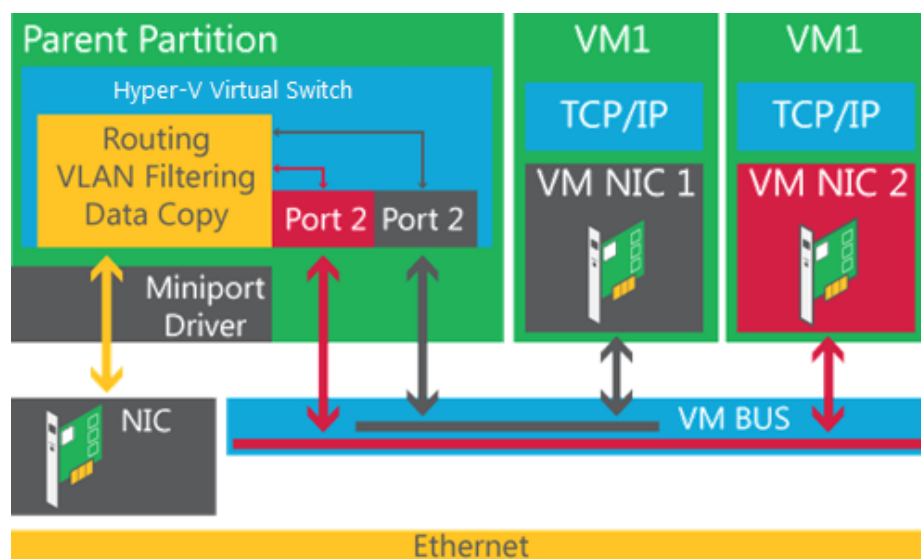 Parent Partition
Hyper-V Virtual Switch
Routing
VLAN Filtering
Data Copy
Port 2
Port 2
Miniport
Driver
VM1
TCP/IP
VM NIC 1
VM1
TCP/IP
VM NIC 2
NIC
VM BUS
Ethernet